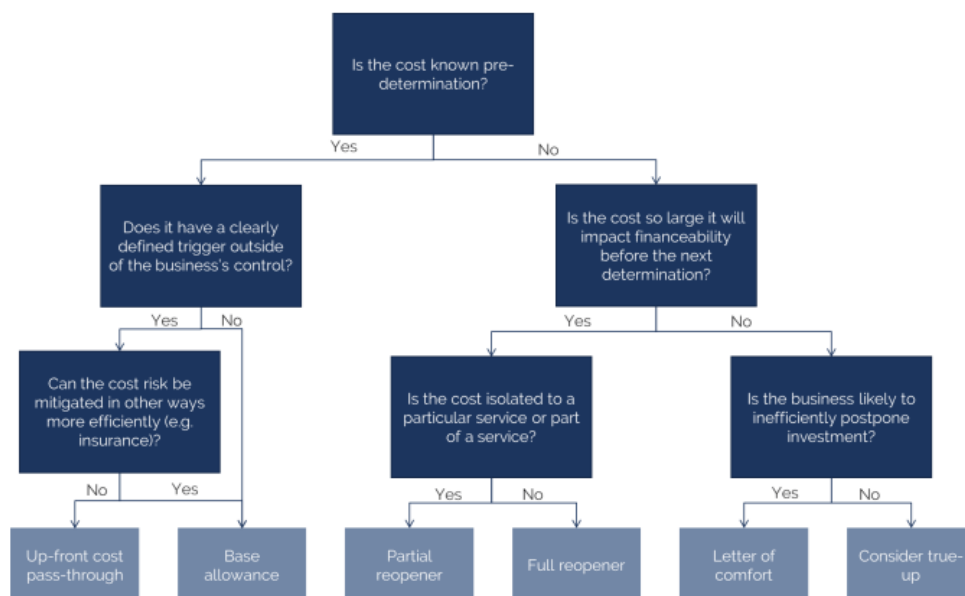 Is the cost known pre-
determination?
Yes
No
Does it have a clearly
defined trigger outside
of the business's control?
Is the cost so large it will
impact financeability
before the next
determination?
Yes
No
Yes
No
Can the cost risk be
mitigated in other ways
more efficiently (e.g.
insurance)?
Is the cost isolated to a
particular service or part
of a service?
Is the business likely to
inefficiently postpone
investment?
No
Yes
Yes
No
Yes
No
Up-front cost
pass-through
Base
allowance
Partial
reopener
Full reopener
Letter of
comfort
Consider true-
up